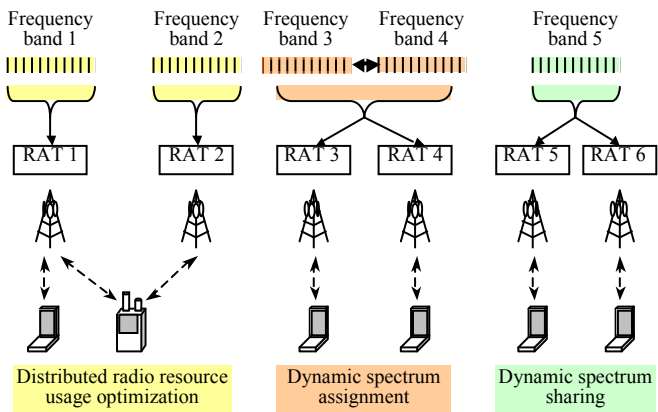 Frequency band 1
Frequency band 2
Frequency band 3
Frequency band 4
Frequency band 5
RAT 1
RAT 2
RAT 3
RAT 4
RAT 5
RAT 6
Distributed radio resource
usage optimization
Dynamic spectrum
assignment
Dynamic spectrum
sharing